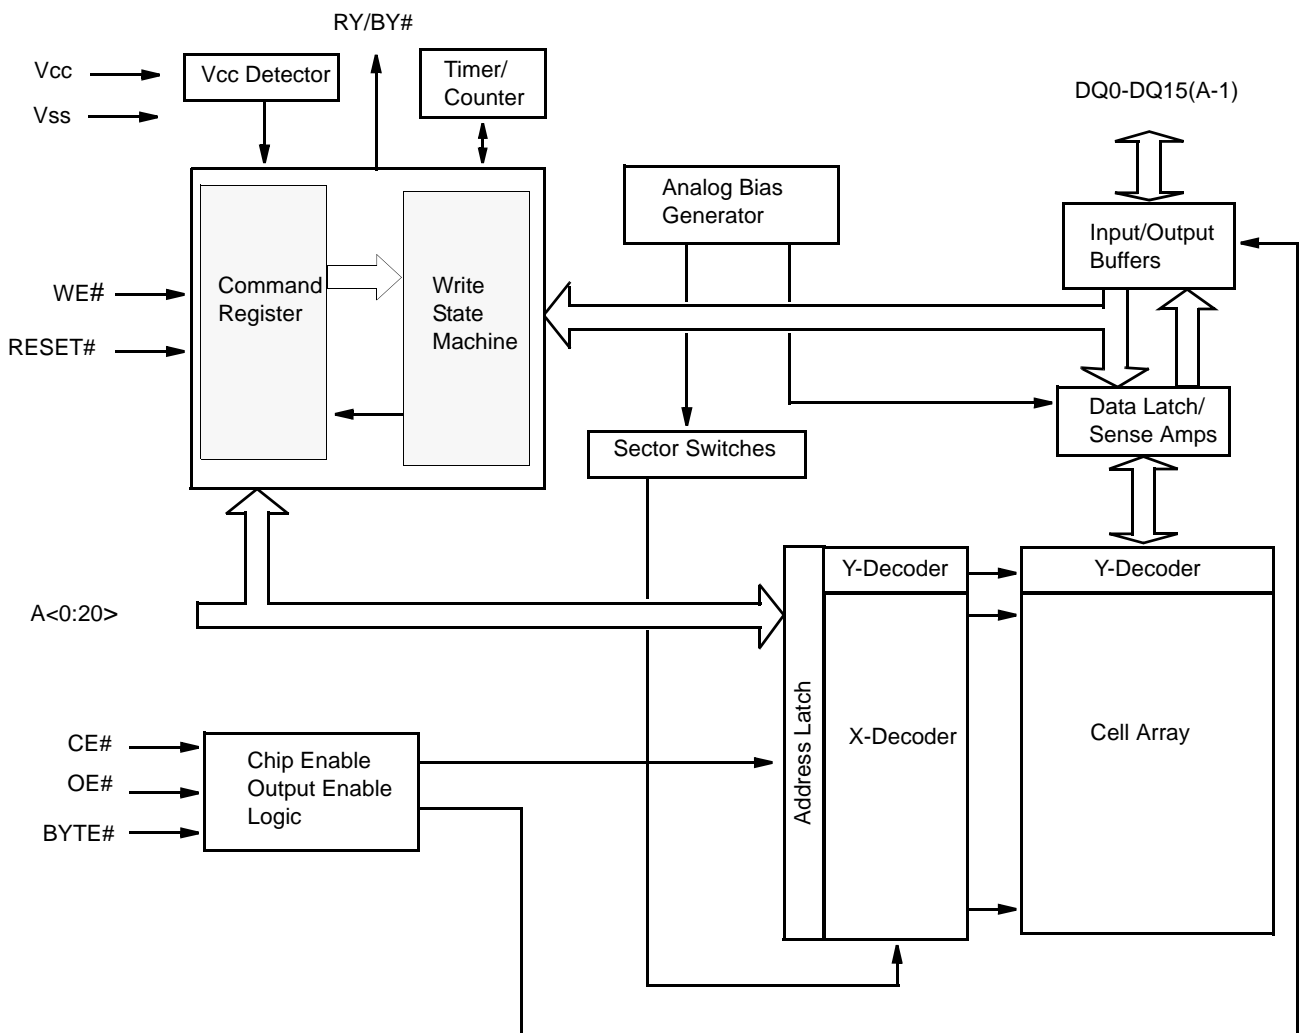 RY/BY#
Vcc
Vss
Vcc Detector
Timer/
Counter
DQ0-DQ15(A-1)
Analog Bias
Generator
Input/Output
Buffers
WE#
RESET#
Command
Register
Write
State
Machine
Data Latch/
Sense Amps
Sector Switches
A<0:20>
Y-Decoder
Y-Decoder
Address Latch
X-Decoder
Cell Array
CE#
OE#
BYTE#
Chip Enable
Output Enable
Logic